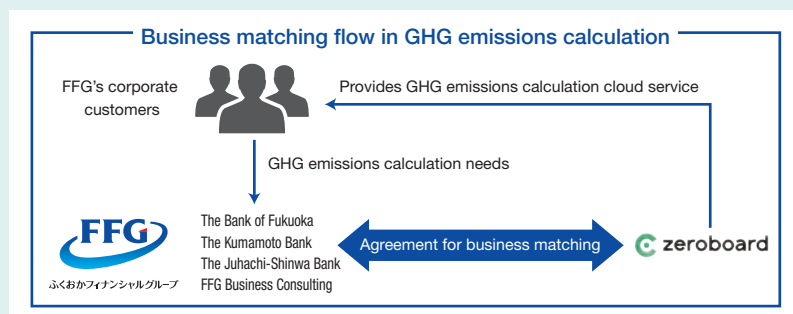 Business matching flow in GHG emissions calculation
FFG's corporate
customers
Provides GHG emissions calculation cloud service
GHG emissions calculation needs
FFG
ふくおかフィナンシャルグループ
The Bank of Fukuoka
The Kumamoto Bank
The Juhachi-Shinwa Bank
FFG Business Consulting
Agreement for business matching
zeroboard